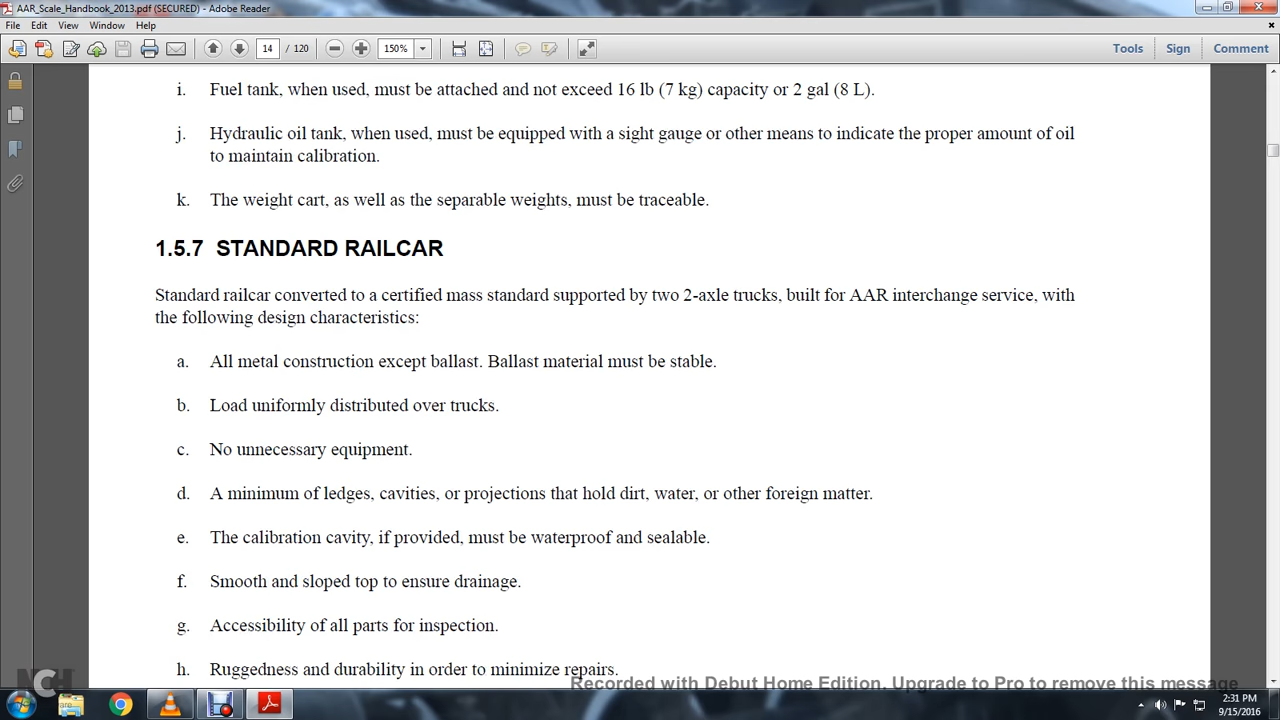 AAR_Scale_Handbook_2013.pdf (SECURED) - Adobe Reader
File Edit View Window Help
14 / 120 150% Tools Sign Comment
i. Fuel tank, when used, must be attached and not exceed 16 lb (7 kg) capacity or 2 gal (8 L).
j. Hydraulic oil tank, when used, must be equipped with a sight gauge or other means to indicate the proper amount of oil
to maintain calibration.
k. The weight cart, as well as the separable weights, must be traceable.
1.5.7 STANDARD RAILCAR
Standard railcar converted to a certified mass standard supported by two 2-axle trucks, built for AAR interchange service, with
the following design characteristics:
a. All metal construction except ballast. Ballast material must be stable.
b. Load uniformly distributed over trucks.
c. No unnecessary equipment.
d. A minimum of ledges, cavities, or projections that hold dirt, water, or other foreign matter.
e. The calibration cavity, if provided, must be waterproof and sealable.
f. Smooth and sloped top to ensure drainage.
g. Accessibility of all parts for inspection.
h. Ruggedness and durability in order to minimize repairs.
Recorded with Debut Home Edition. Upgrade to Pro to remove this message
NCH
2:31 PM
9/15/2016